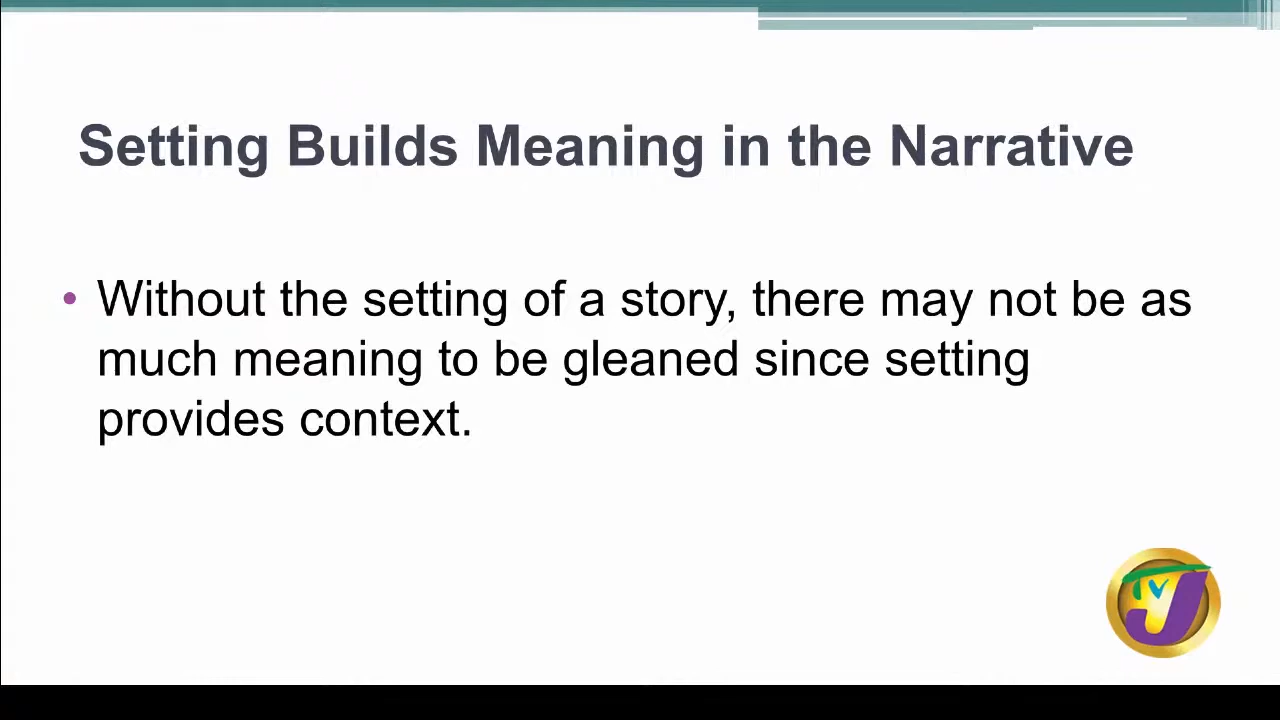 Setting Builds Meaning in the Narrative
• Without the setting of a story, there may not be as
much meaning to be gleaned since setting
provides context.
TVJ